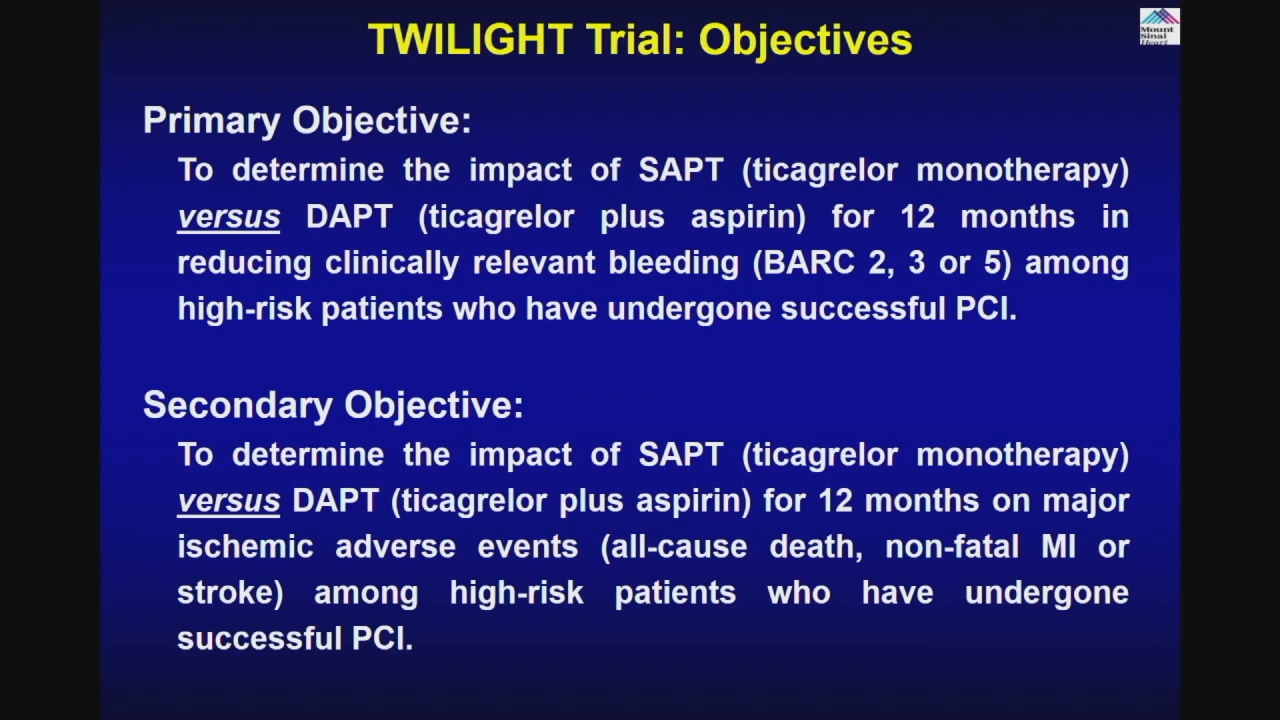 TWILIGHT Trial: Objectives
Mount
Sinai
Heart
Primary Objective:
To determine the impact of SAPT (ticagrelor monotherapy)
versus DAPT (ticagrelor plus aspirin) for 12 months in
reducing clinically relevant bleeding (BARC 2, 3 or 5) among
high-risk patients who have undergone successful PCI.
Secondary Objective:
To determine the impact of SAPT (ticagrelor monotherapy)
versus DAPT (ticagrelor plus aspirin) for 12 months on major
ischemic adverse events (all-cause death, non-fatal MI or
stroke) among high-risk patients who have undergone
successful PCI.